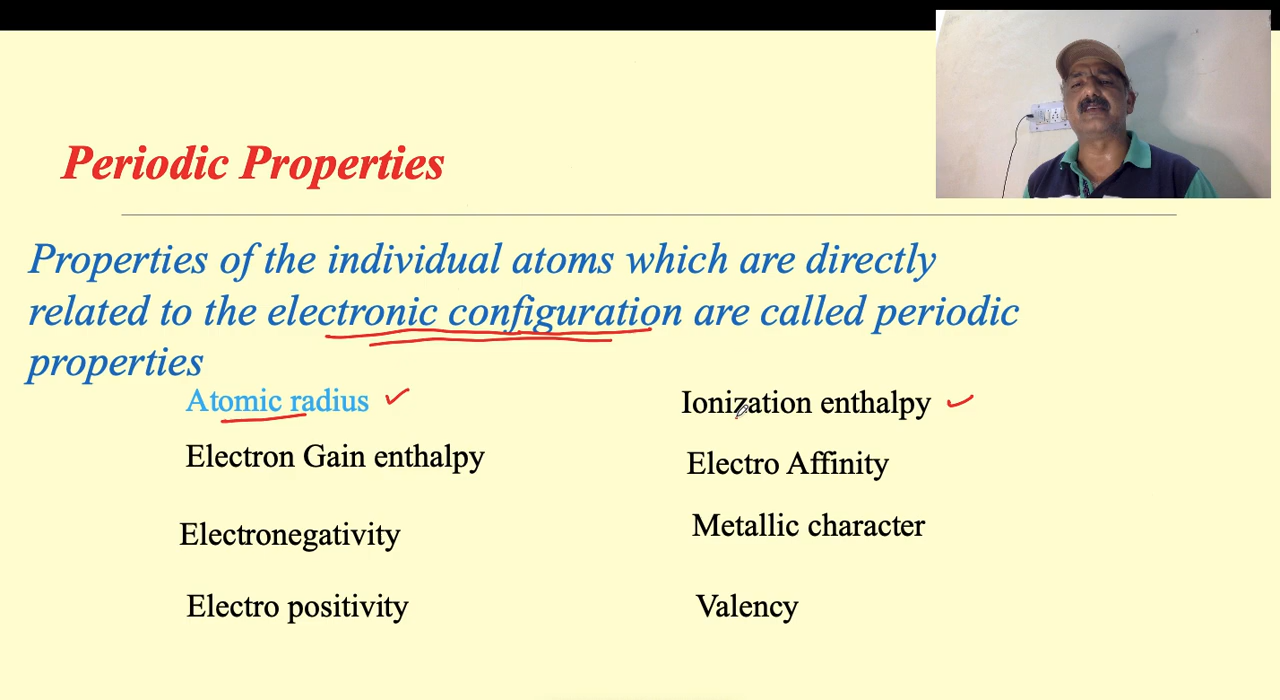 Periodic Properties
Properties of the individual atoms which are directly
related to the electronic configuration are called periodic
properties
Atomic radius
Ionization enthalpy
Electron Gain enthalpy
Electro Affinity
Electronegativity
Metallic character
Electro positivity
Valency